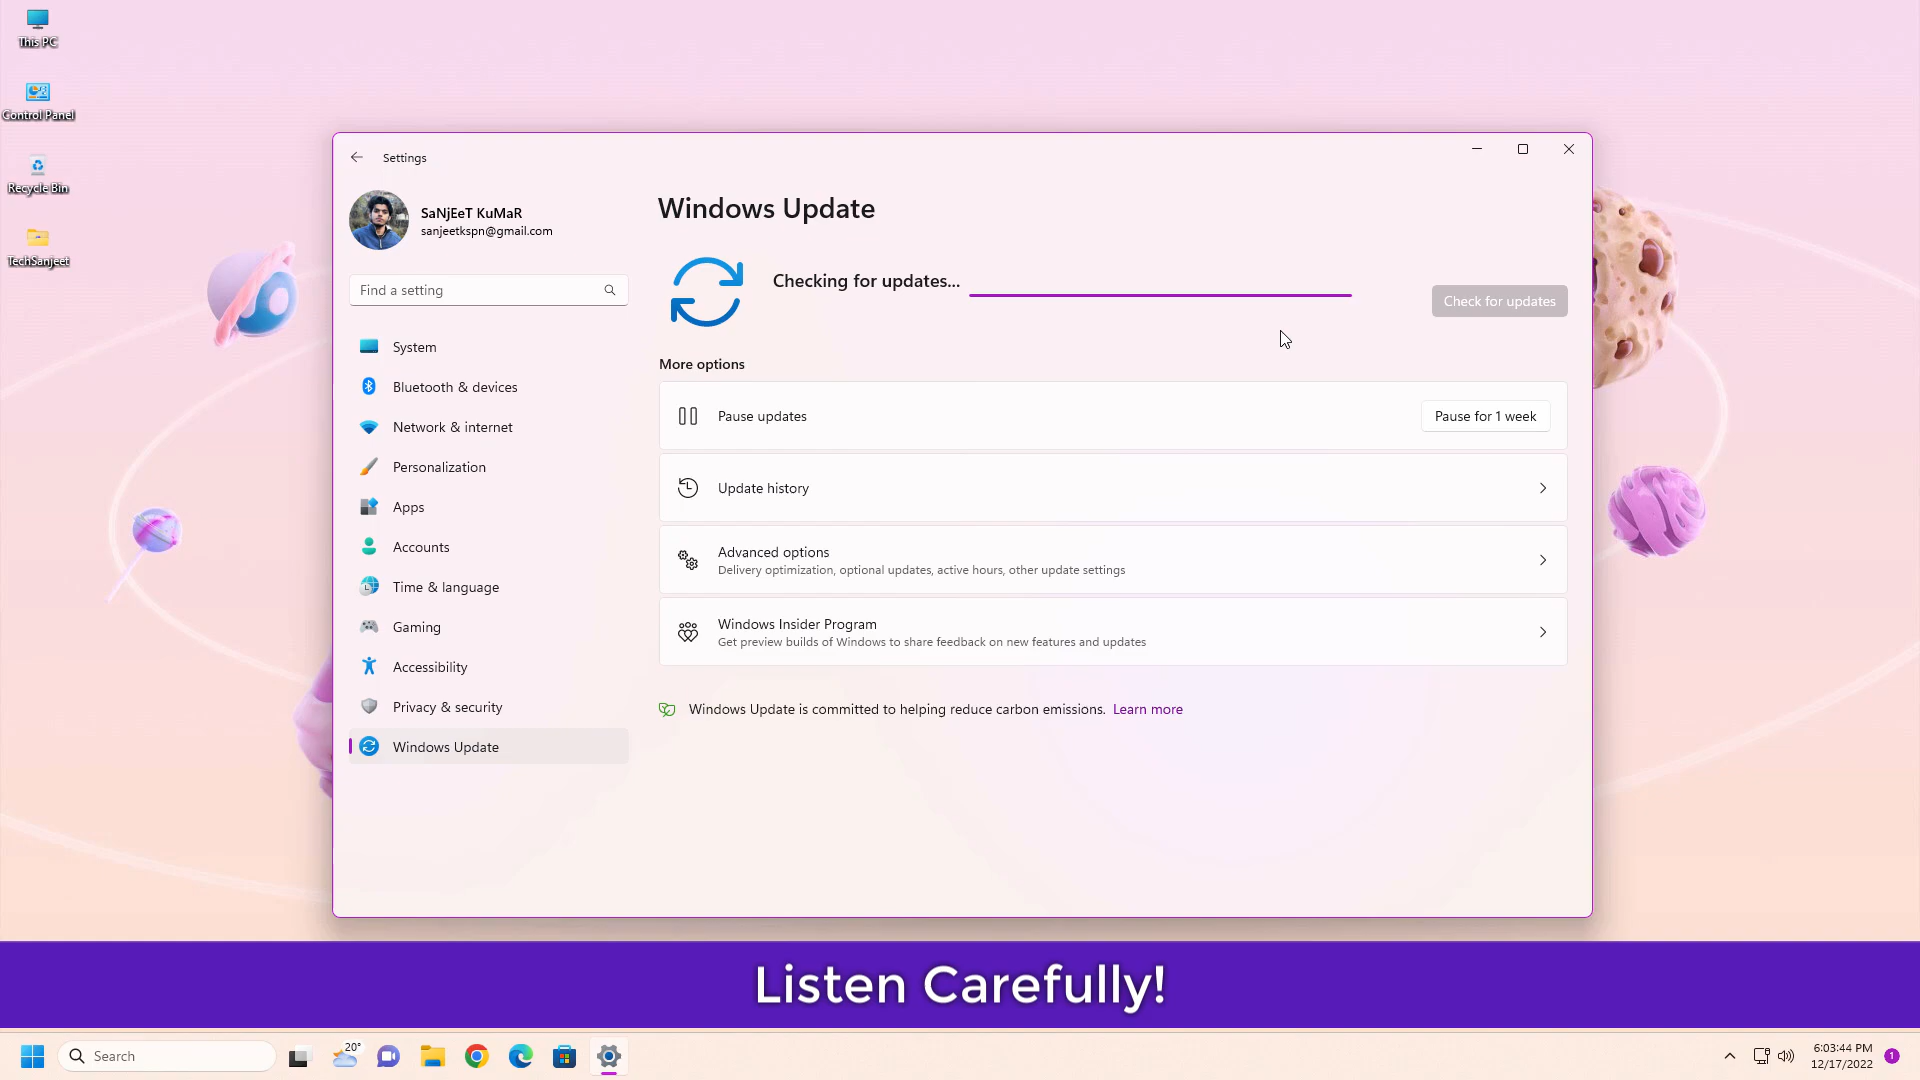 This PC
Control Panel
Recycle Bin
TechSanjeet
Settings
SaNjEeT KuMaR
sanjeetkspn@gmail.com
Find a setting
System
Bluetooth & devices
Network & internet
Personalization
Apps
Accounts
Time & language
Gaming
Accessibility
Privacy & security
Windows Update
Windows Update
Checking for updates...
Check for updates
More options
Pause updates
Pause for 1 week
Update history
Advanced options
Delivery optimization, optional updates, active hours, other update settings
Windows Insider Program
Get preview builds of Windows to share feedback on new features and updates
Windows Update is committed to helping reduce carbon emissions. Learn more
Listen Carefully!
Search
20°
6:03:44 PM
12/17/2022
1